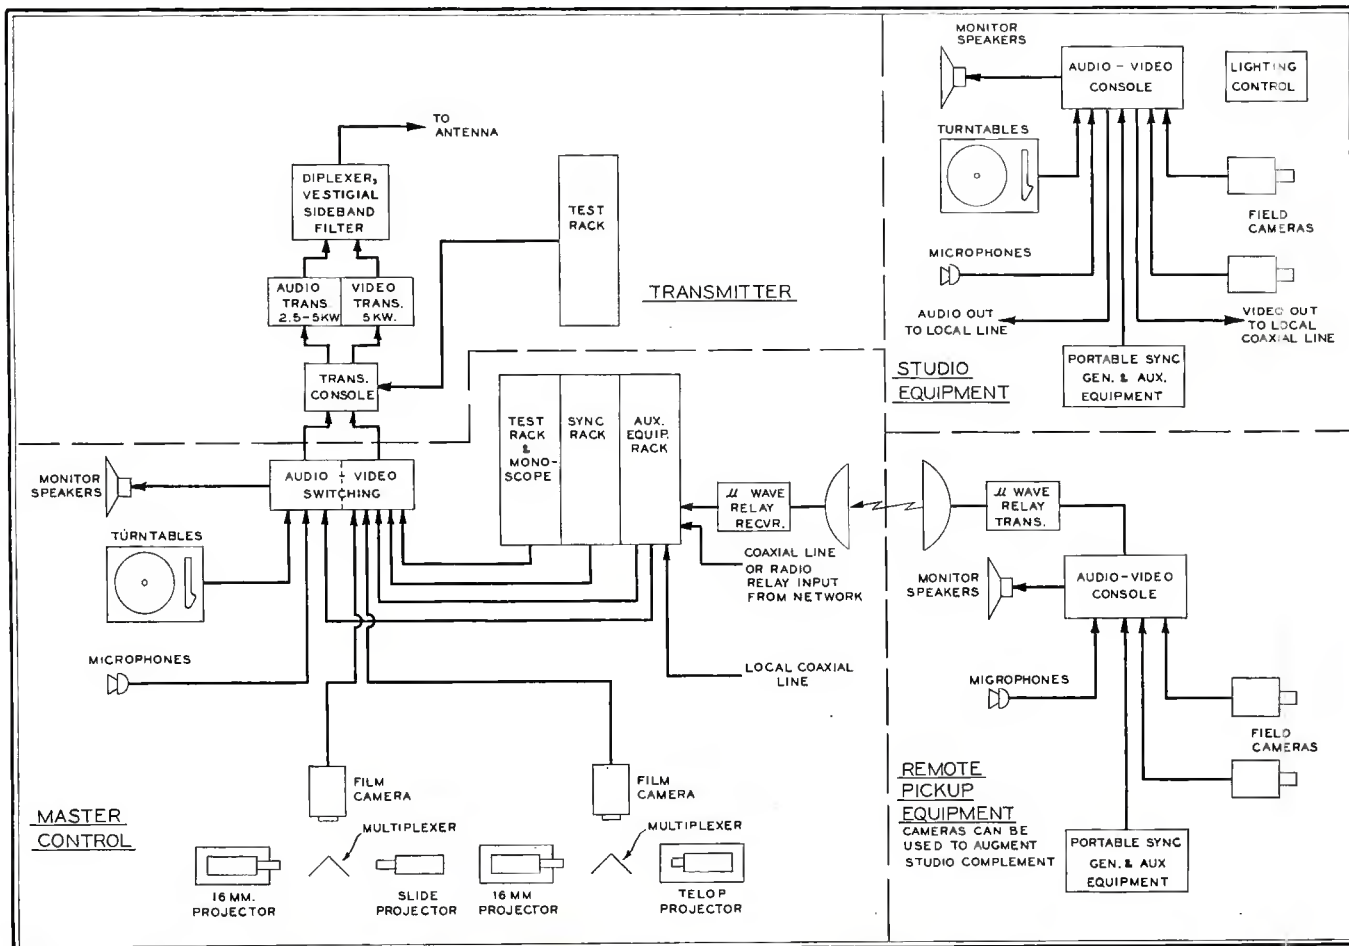 TO
ANTENNA
DIPLEXER,
VESTIGIAL
SIDEBAND
FILTER
AUDIO
TRANS.
2.5-5KW
VIDEO
TRANS.
5KW.
TEST
RACK
TRANSMITTER
TRANS.
CONSOLE
MONITOR
SPEAKERS
AUDIO - VIDEO
CONSOLE
LIGHTING
CONTROL
TURNTABLES
MICROPHONES
FIELD
CAMERAS
AUDIO OUT
TO LOCAL LINE
VIDEO OUT
TO LOCAL
COAXIAL LINE
STUDIO
EQUIPMENT
PORTABLE SYNC
GEN. & AUX.
EQUIPMENT
MONITOR
SPEAKERS
AUDIO - VIDEO
SWITCHING
TEST
RACK
&
MONO-
SCOPE
SYNC
RACK
AUX.
EQUIP.
RACK
μ WAVE
RELAY
RECVR.
COAXIAL LINE
OR RADIO
RELAY INPUT
FROM NETWORK
TURNTABLES
MICROPHONES
LOCAL COAXIAL
LINE
FILM
CAMERA
FILM
CAMERA
MASTER
CONTROL
MULTIPLEXER
MULTIPLEXER
16 MM.
PROJECTOR
SLIDE
PROJECTOR
16 MM
PROJECTOR
TELOP
PROJECTOR
μ WAVE
RELAY
TRANS.
MONITOR
SPEAKERS
AUDIO-VIDEO
CONSOLE
MICROPHONES
FIELD
CAMERAS
REMOTE
PICKUP
EQUIPMENT
CAMERAS CAN BE
USED TO AUGMENT
STUDIO COMPLEMENT
PORTABLE SYNC
GEN. & AUX
EQUIPMENT